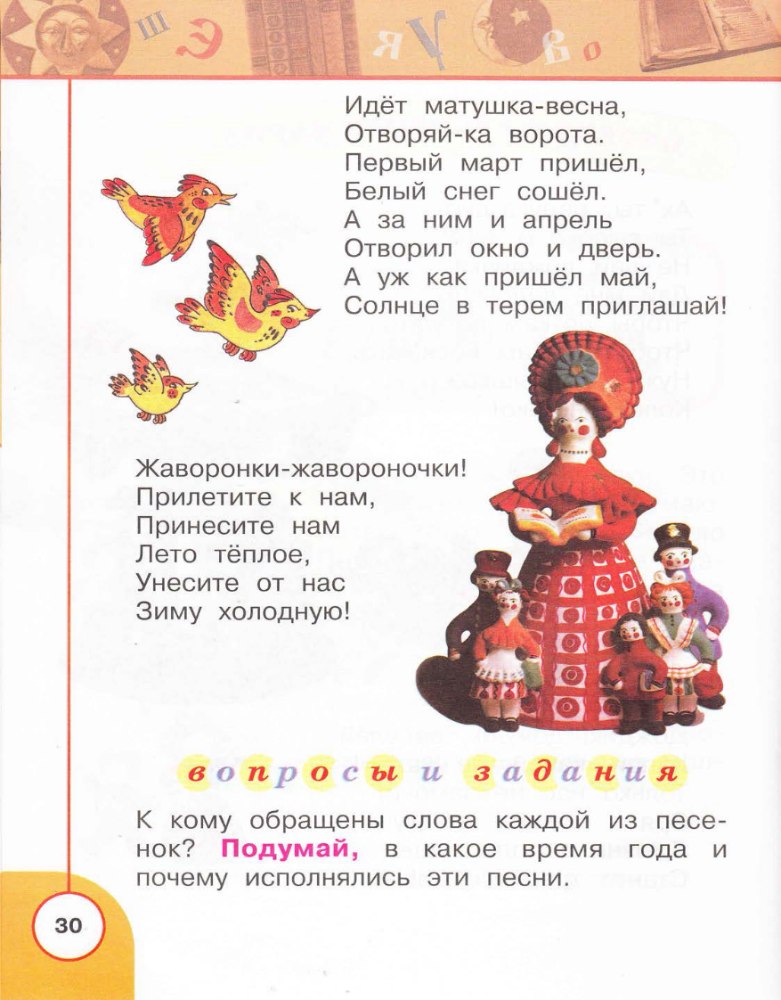 Ш Э Я У В О
Идёт матушка-весна,
Отворяй-ка ворота.
Первый март пришёл,
Белый снег сошёл.
А за ним и апрель
Отворил окно и дверь.
А уж как пришёл май,
Солнце в терем приглашай!
Жаворонки-жавороночки!
Прилетите к нам,
Принесите нам
Лето тёплое,
Унесите от нас
Зиму холодную!
вопросы и задания
К кому обращены слова каждой из песе-
нок? Подумай, в какое время года и
почему исполнялись эти песни.
30